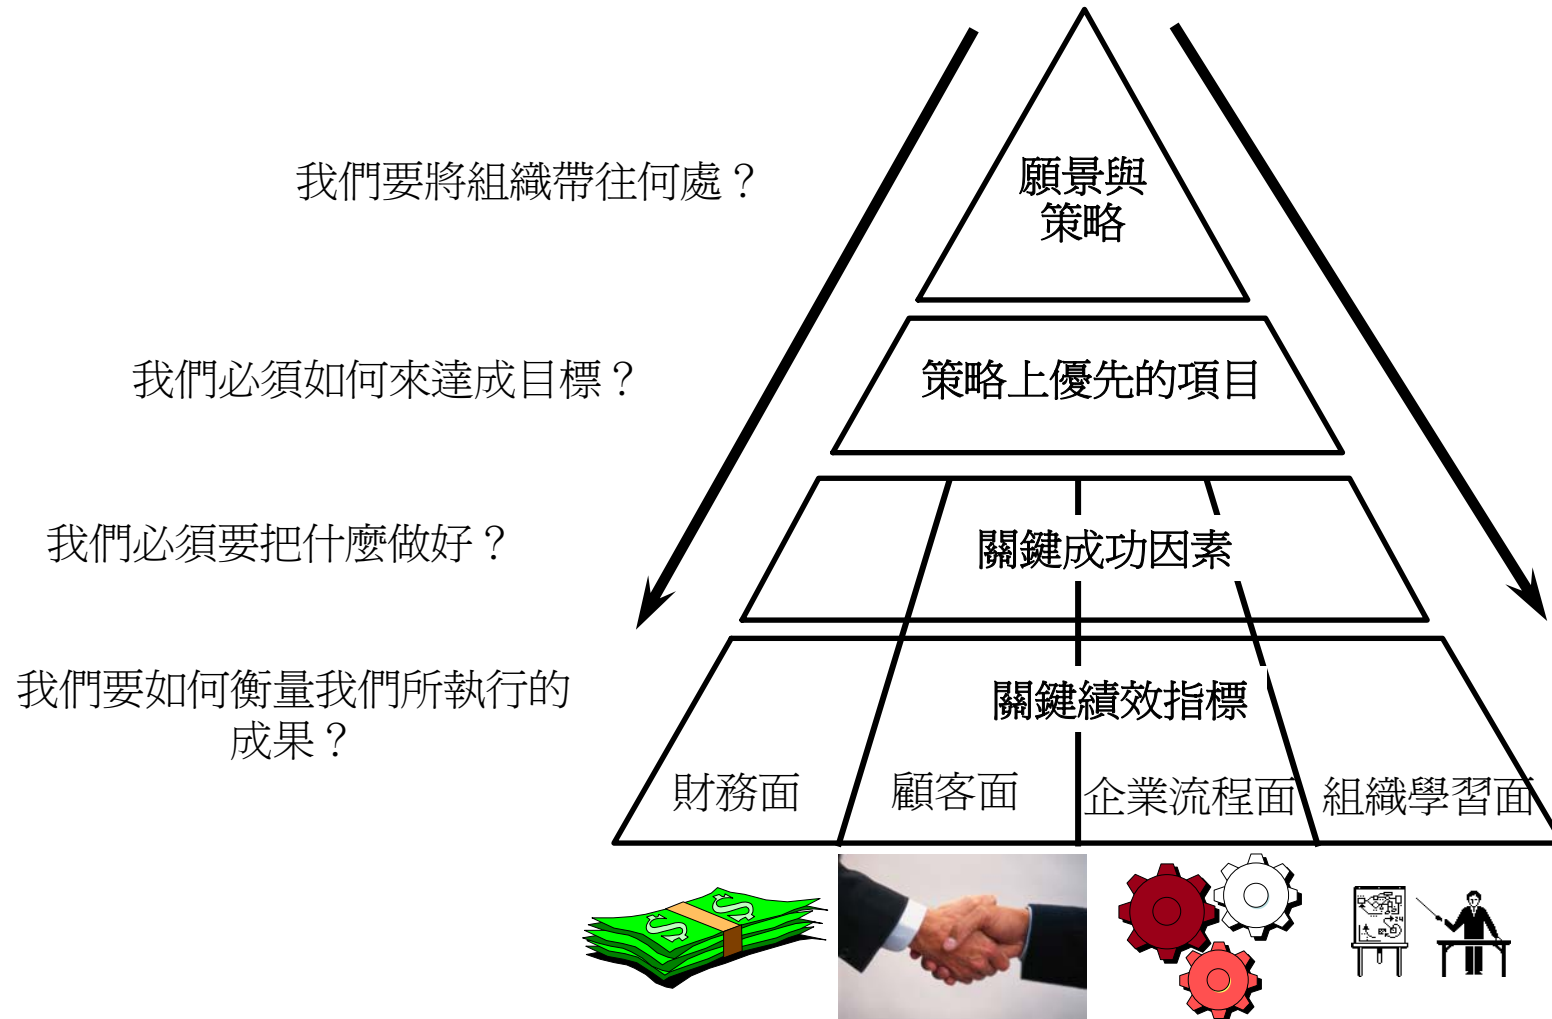 我們要將組織帶往何處？
願景與
策略
我們必須如何來達成目標？
策略上優先的項目
我們必須要把什麼做好？
關鍵成功因素
我們要如何衡量我們所執行的
成果？
關鍵績效指標
財務面
顧客面
企業流程面
組織學習面